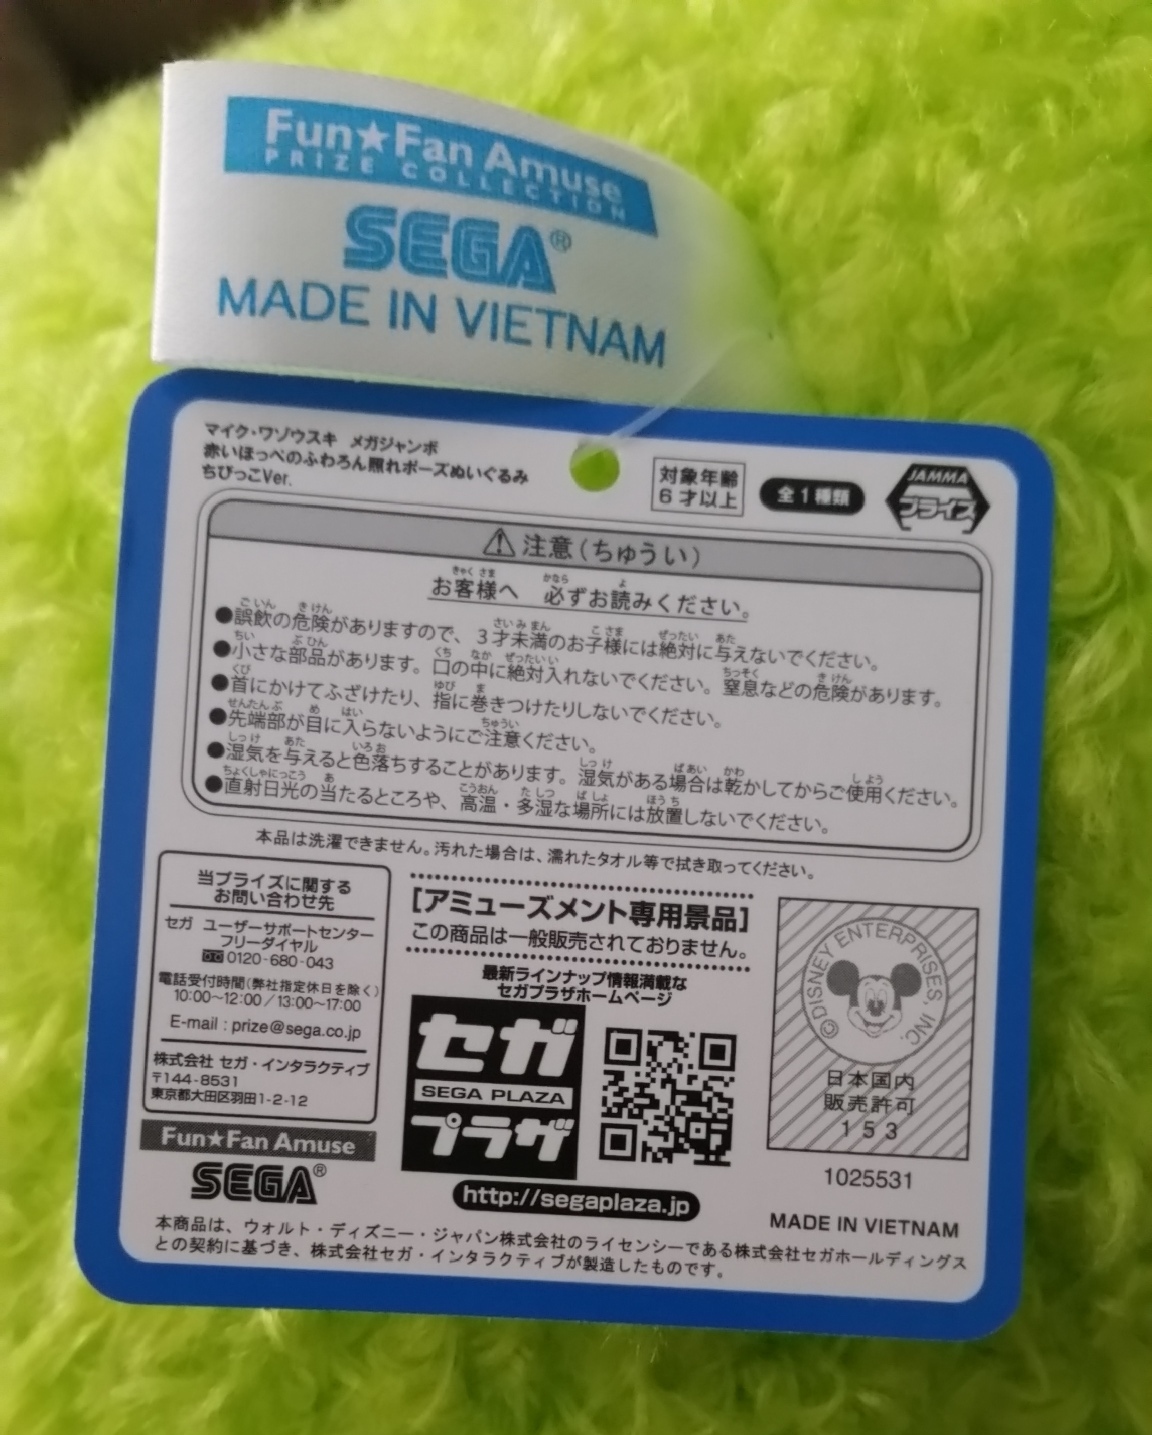 Fun★Fan Amuse
PRIZE COLLECTION
SEGA®
MADE IN VIETNAM
マイク・ワゾウスキ メガジャンボ
赤いほっぺのふわろん照れポーズぬいぐるみ
ちびっこVer.
対象年齢
6才以上
全1種類
JAMMA
プライズ
⚠注意(ちゅうい)
お客様へ 必ずお読みください。
●誤飲の危険がありますので、3才未満のお子様には絶対に与えないでください。
●小さな部品があります。口の中に絶対入れないでください。窒息などの危険があります。
●首にかけてふざけたり、指に巻きつけたりしないでください。
●先端部が目に入らないようにご注意ください。
●湿気を与えると色落ちすることがあります。湿気がある場合は乾かしてからご使用ください。
●直射日光の当たるところや、高温・多湿な場所には放置しないでください。
本品は洗濯できません。汚れた場合は、濡れたタオル等で拭き取ってください。
当プライズに関する
お問い合わせ先
セガ ユーザーサポートセンター
フリーダイヤル
0120-680-043
電話受付時間(弊社指定休日を除く)
10:00~12:00/13:00~17:00
E-mail : prize@sega.co.jp
株式会社 セガ・インタラクティブ
〒144-8531
東京都大田区羽田1-2-12
Fun★Fan Amuse
SEGA®
[アミューズメント専用景品]
この商品は一般販売されておりません。
最新ラインナップ情報満載な
セガプラザホームページ
セガ
SEGA PLAZA
プラザ
http://segaplaza.jp
©DISNEY ENTERPRISES, INC.
日本国内
販売許可
153
1025531
MADE IN VIETNAM
本商品は、ウォルト・ディズニー・ジャパン株式会社のライセンシーである株式会社セガホールディングス
との契約に基づき、株式会社セガ・インタラクティブが製造したものです。